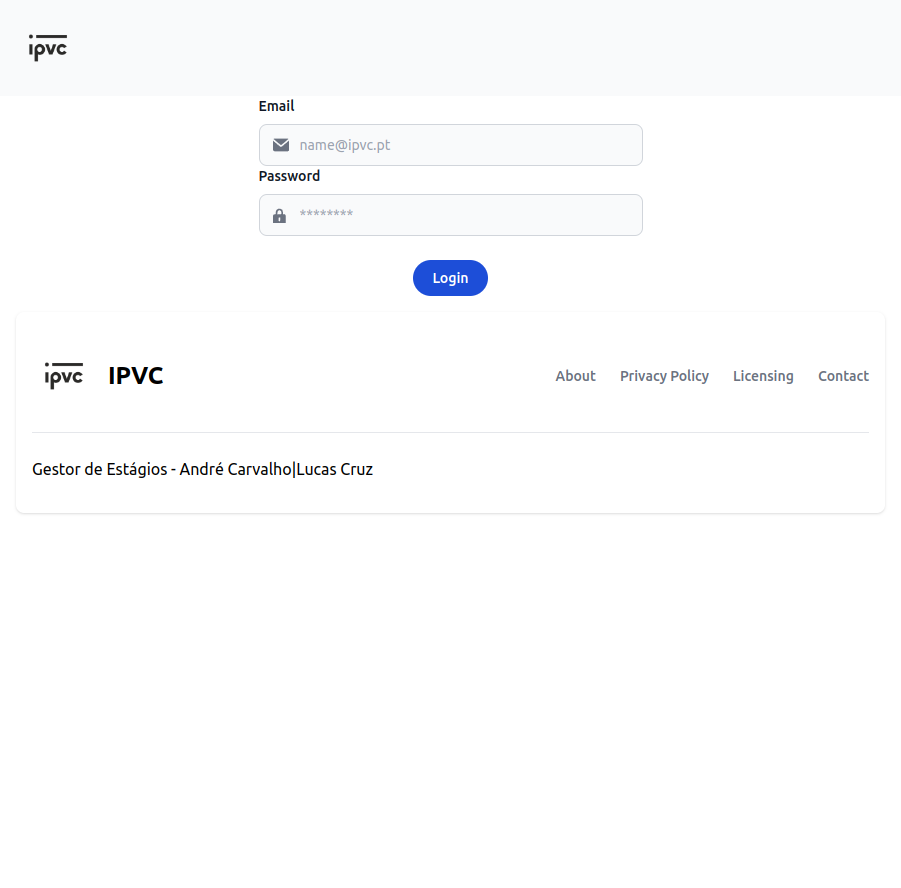 ipvc
Email
name@ipvc.pt
Password
********
Login
ipvc IPVC About Privacy Policy Licensing Contact
Gestor de Estágios - André Carvalho|Lucas Cruz